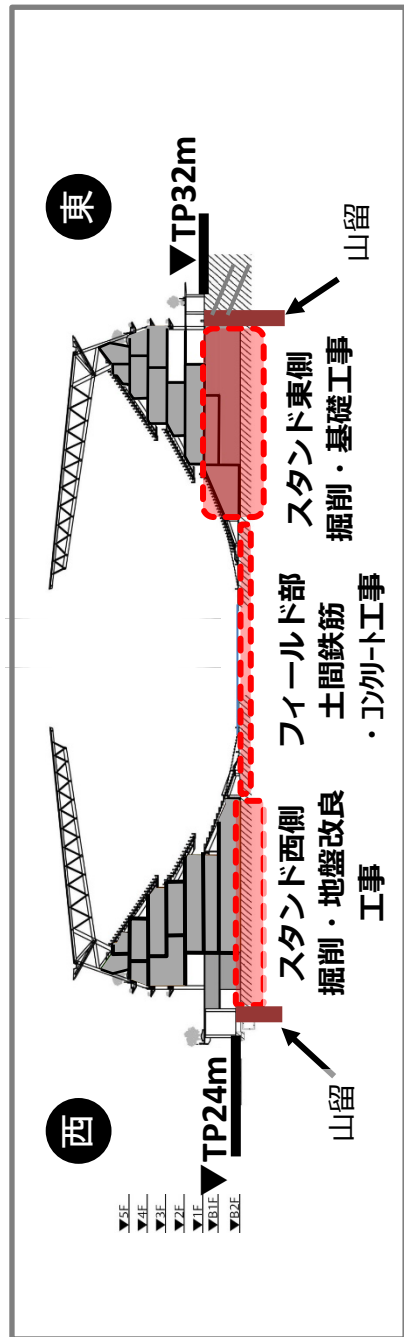 西
東
▼TP24m
▼TP32m
▼5F
▼4F
▼3F
▼2F
▼1F
▼B1F
▼B2F
山留
スタンド西側
掘削・地盤改良
工事
フィールド部
土間鉄筋
・コンクリート工事
スタンド東側
掘削・基礎工事
山留